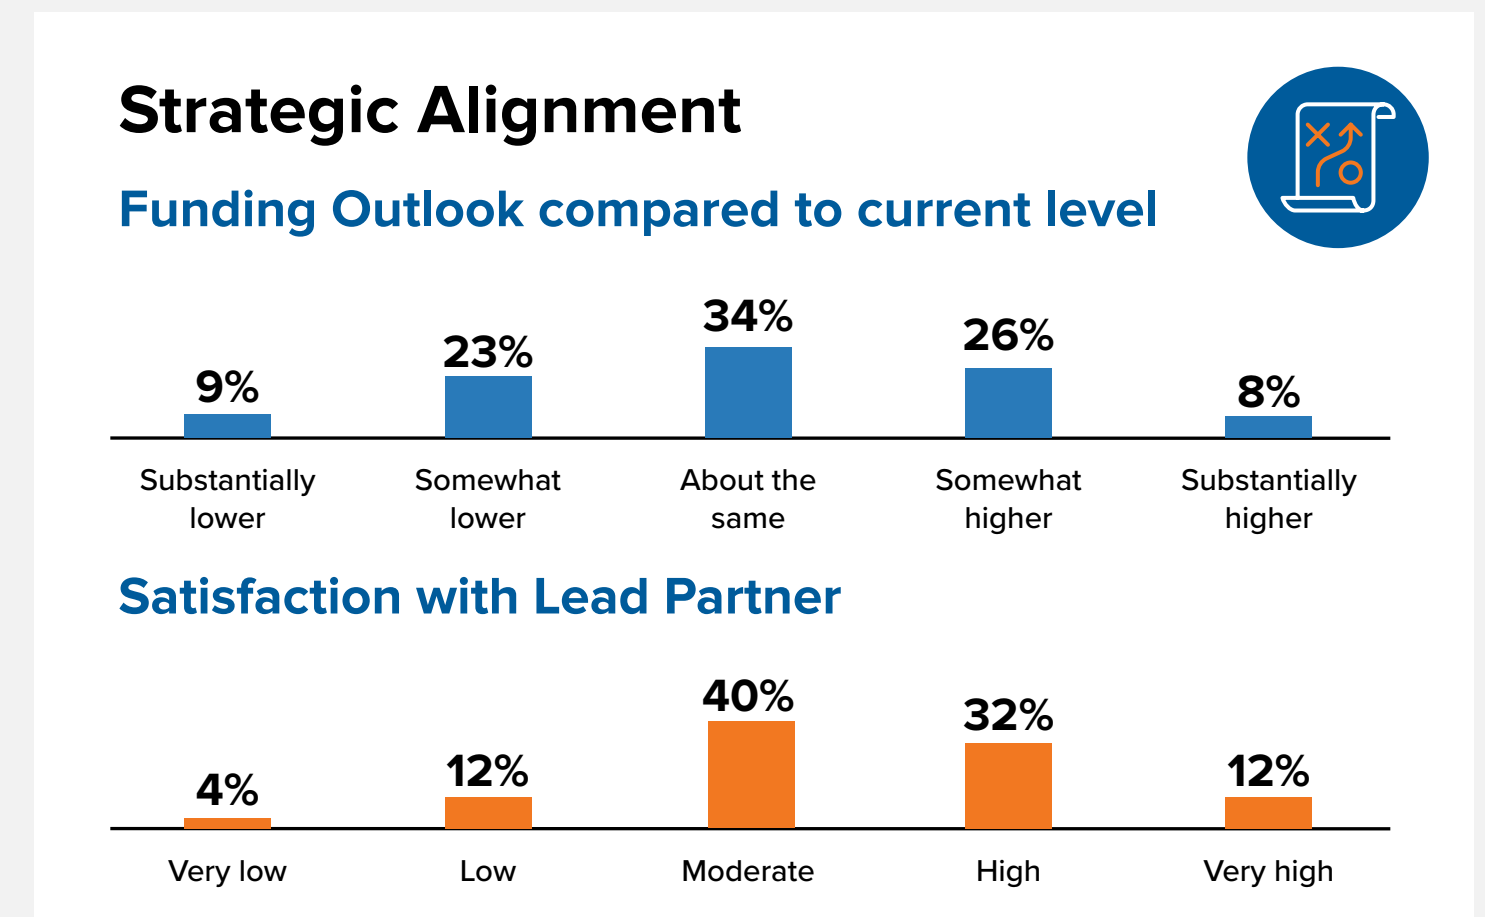 Strategic Alignment
Funding Outlook compared to current level
9%
23%
34%
26%
8%
Substantially lower
Somewhat lower
About the same
Somewhat higher
Substantially higher
Satisfaction with Lead Partner
4%
12%
40%
32%
12%
Very low
Low
Moderate
High
Very high